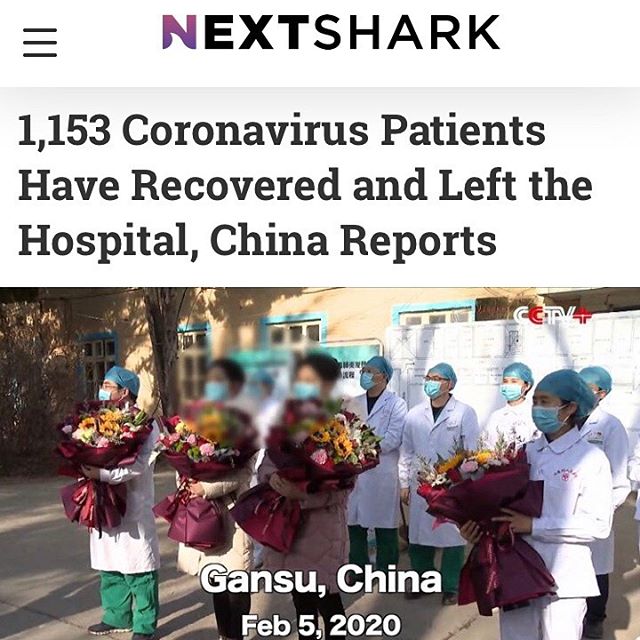 NEXTSHARK
1,153 Coronavirus Patients
Have Recovered and Left the
Hospital, China Reports
CCTV+
Gansu, China
Feb 5, 2020